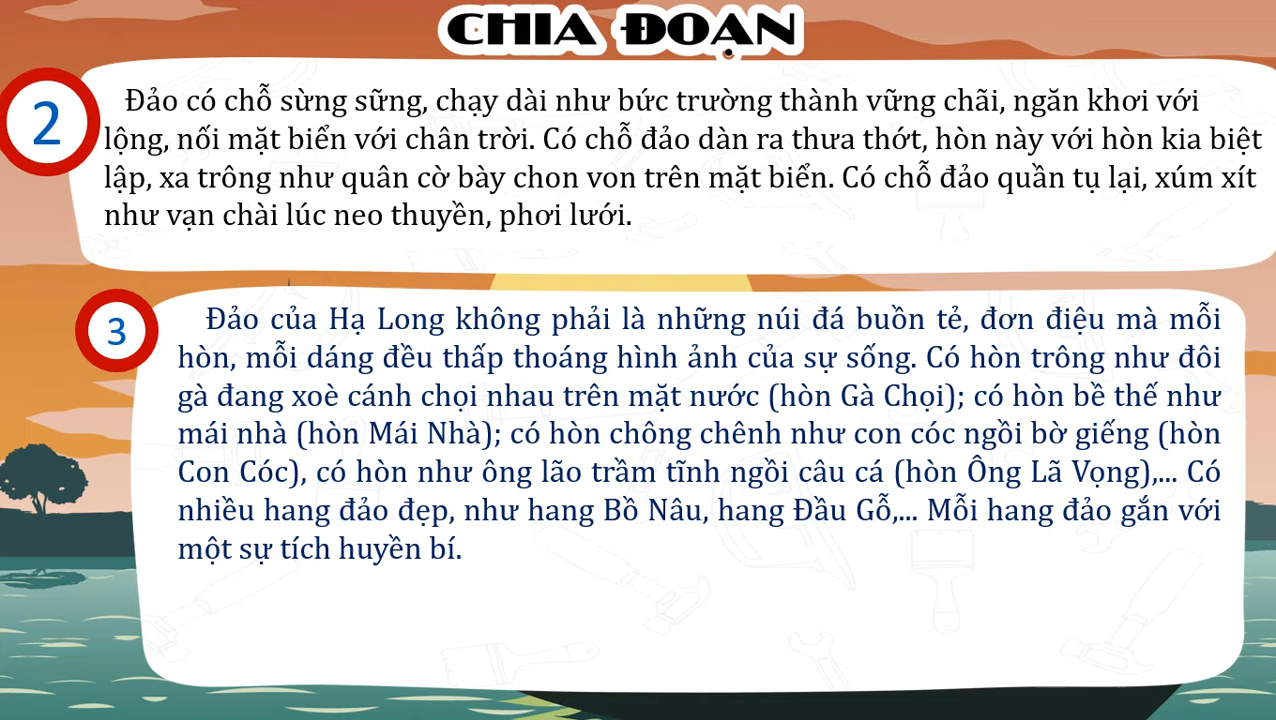 CHIA ĐOẠN
2
Đảo có chỗ sừng sững, chạy dài như bức trường thành vững chãi, ngăn khơi với
lộng, nối mặt biển với chân trời. Có chỗ đảo dàn ra thưa thớt, hòn này với hòn kia biệt
lập, xa trông như quân cờ bày chon von trên mặt biển. Có chỗ đảo quần tụ lại, xúm xít
như vạn chài lúc neo thuyền, phơi lưới.
3
Đảo của Hạ Long không phải là những núi đá buồn tẻ, đơn điệu mà mỗi
hòn, mỗi dáng đều thấp thoáng hình ảnh của sự sống. Có hòn trông như đôi
gà đang xoè cánh chọi nhau trên mặt nước (hòn Gà Chọi); có hòn bề thế như
mái nhà (hòn Mái Nhà); có hòn chông chênh như con cóc ngồi bờ giếng (hòn
Con Cóc), có hòn như ông lão trầm tĩnh ngồi câu cá (hòn Ông Lã Vọng),... Có
nhiều hang đảo đẹp, như hang Bồ Nâu, hang Đầu Gỗ,... Mỗi hang đảo gắn với
một sự tích huyền bí.